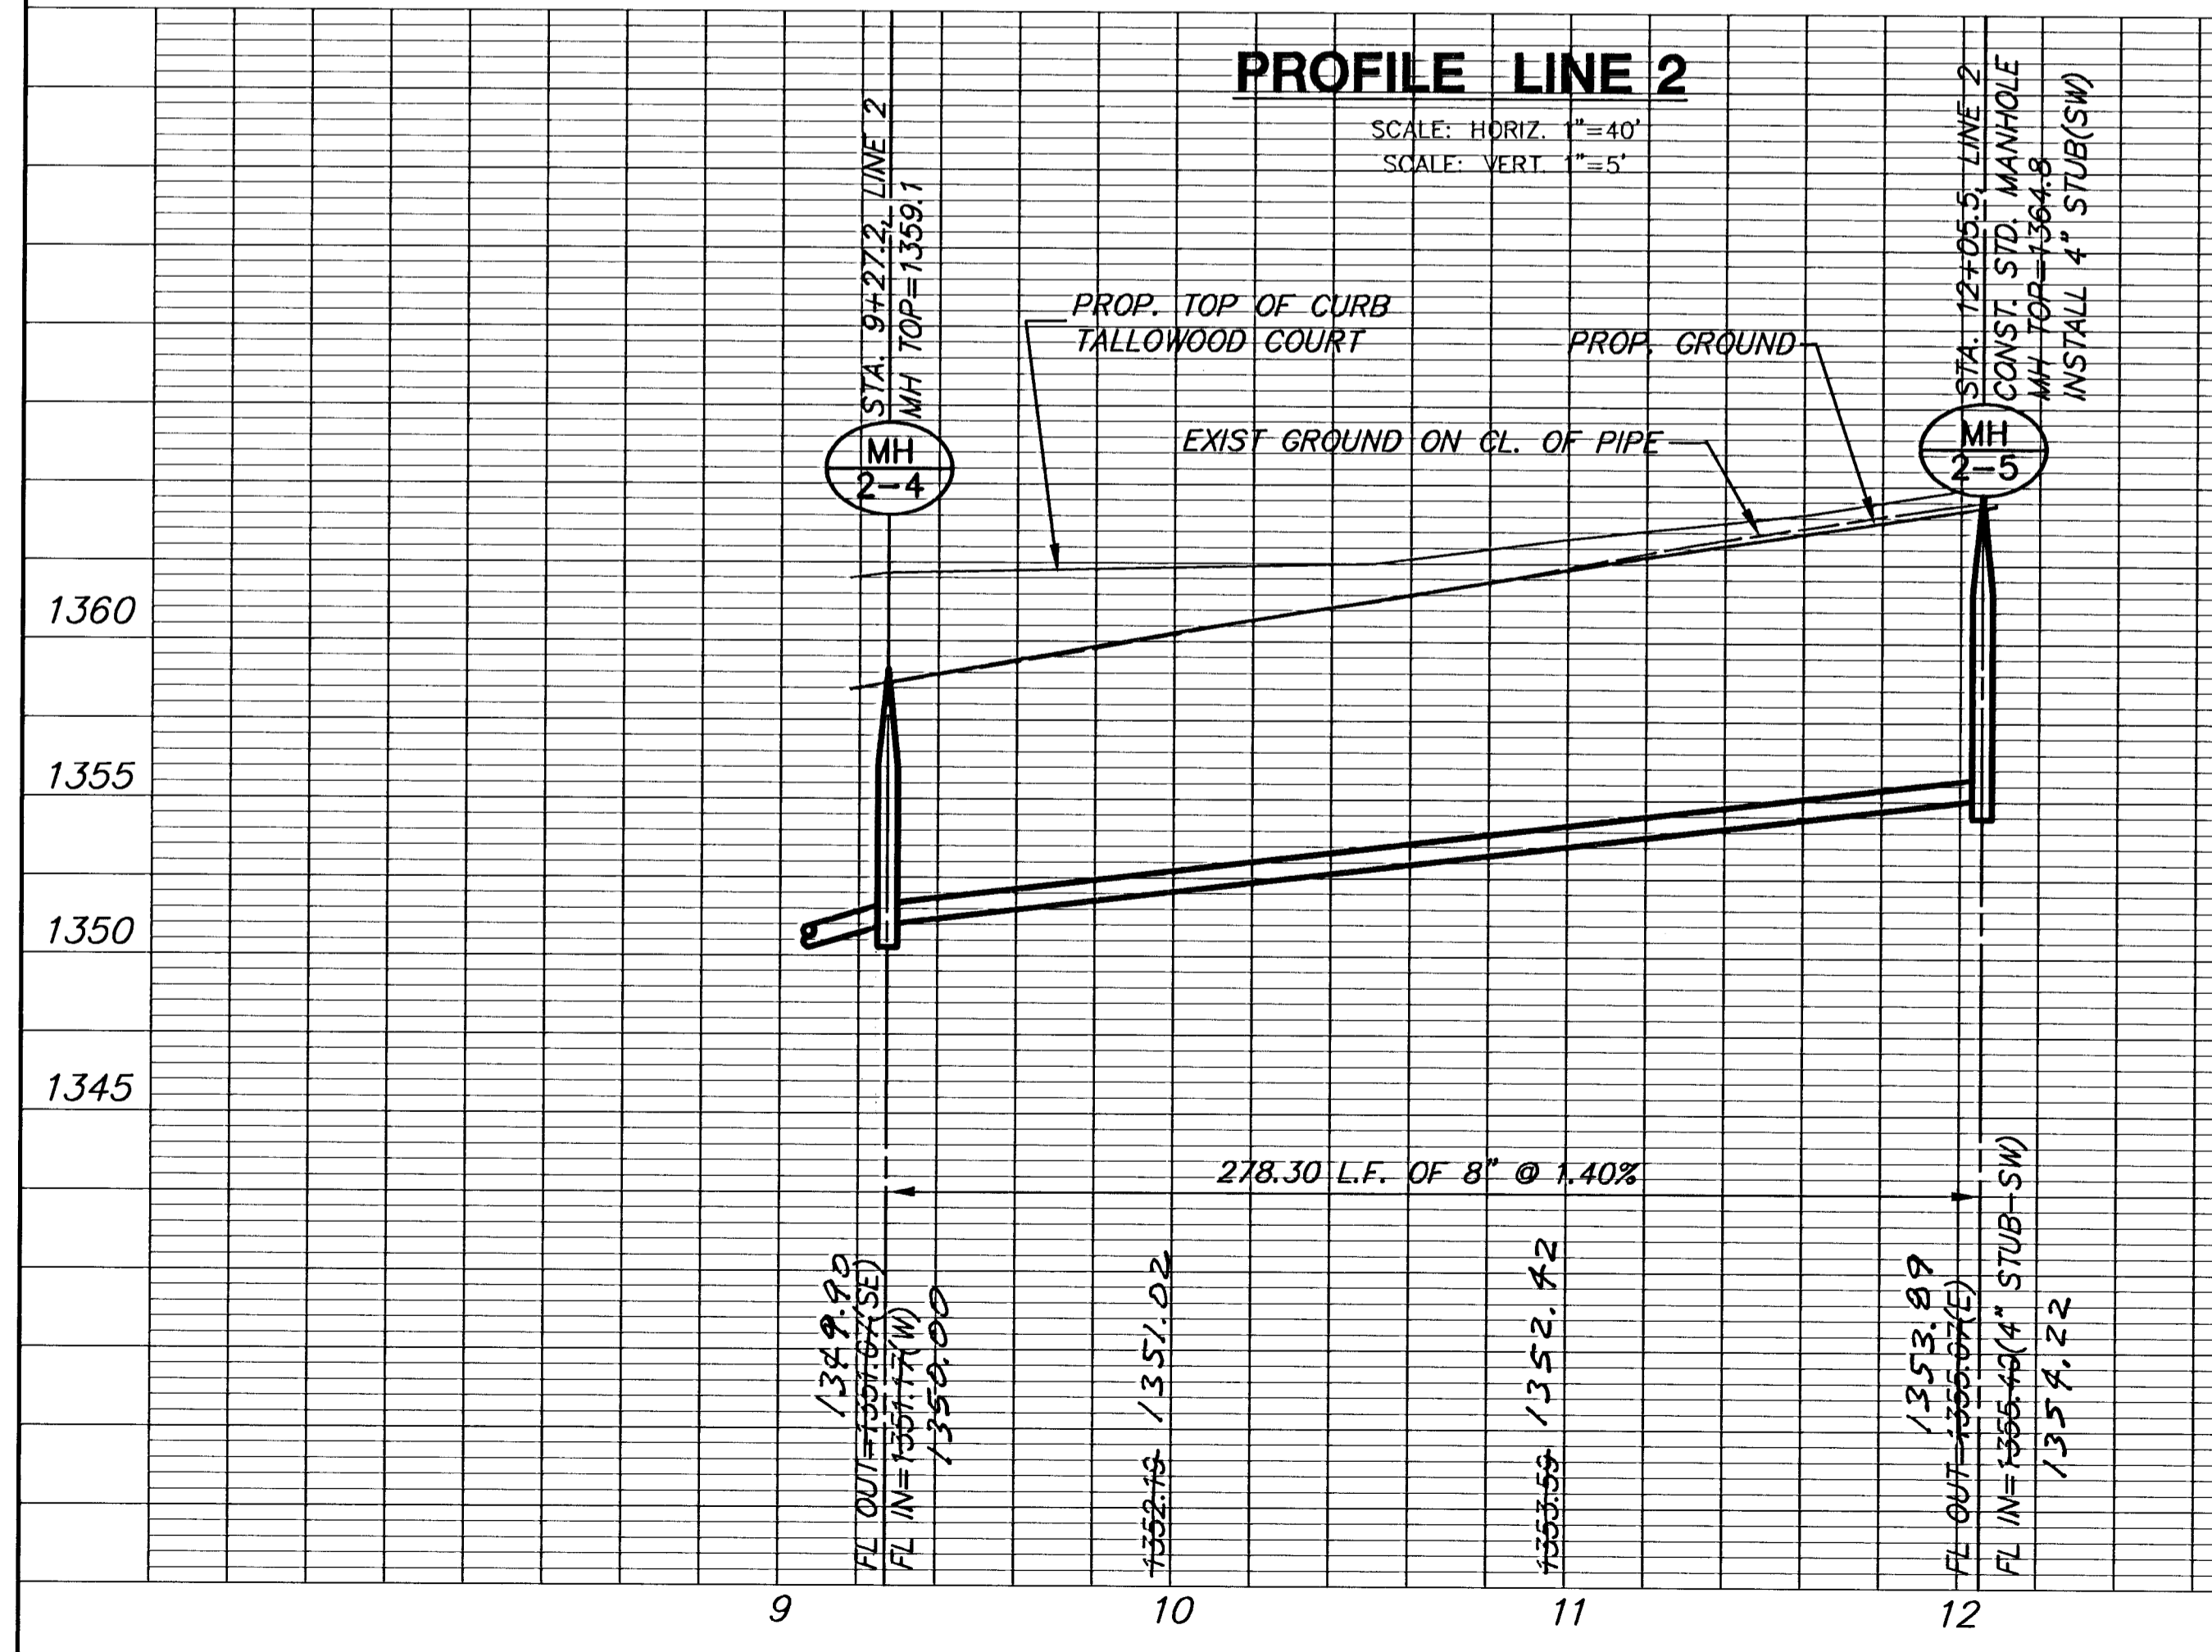 PROFILE LINE 2
SCALE: HORIZ. 1"=40'
SCALE: VERT. 1"=5'
STA. 9+27.2, LINE 2
MH TOP=1359.1
STA. 12+05.5, LINE 2
CONST. STD. MANHOLE
MH TOP=1364.8
INSTALL 4" STUB(SW)
PROP. TOP OF CURB
TALLOWOOD COURT
PROP. GROUND
EXIST GROUND ON CL. OF PIPE
MH
2-4
MH
2-5
1360
1355
1350
1345
278.30 L.F. OF 8" @ 1.40%
1349.90
FL OUT=1351.07(SE)
FL IN=1351.17(W)
1350.00
1352.19 1351.02
1353.59 1352.42
1353.89
FL OUT=1355.07(E)
FL IN=1355.40(4" STUB-SW)
1354.22
9 10 11 12